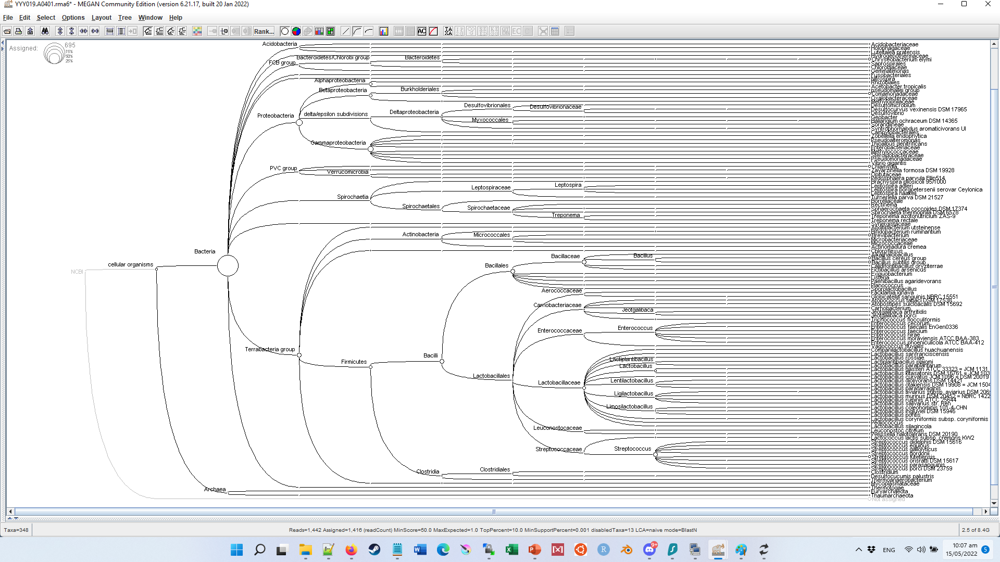 YYY019.A0401.rma6* - MEGAN Community Edition (version 6.21.17, built 20 Jan 2022)
File Edit Select Options Layout Tree Window Help
Rank...
AC
Assigned:
695
75%
50%
25%
NCBI
cellular organisms
Bacteria
Archaea
Acidobacteria
FCB group
Bacteroidetes/Chlorobi group
Bacteroidetes
Proteobacteria
Alphaproteobacteria
Betaproteobacteria
Burkholderiales
delta/epsilon subdivisions
Deltaproteobacteria
Desulfovibrionales
Desulfovibrionaceae
Myxococcales
Gammaproteobacteria
PVC group
Verrucomicrobia
Spirochaetia
Leptospiraceae
Leptospira
Spirochaetales
Spirochaetaceae
Treponema
Terrabacteria group
Actinobacteria
Micrococcales
Firmicutes
Bacilli
Bacillales
Bacillaceae
Bacillus
Lactobacillales
Aerococcaceae
Carnobacteriaceae
Jeotgalibaca
Enterococcaceae
Enterococcus
Lactobacillaceae
Lactiplantibacillus
Lactobacillus
Lentilactobacillus
Ligilactobacillus
Limosilactobacillus
Leuconostocaceae
Streptococcaceae
Streptococcus
Clostridia
Clostridiales
Acidobacteriaceae
Holophagaceae
Luteitalea pratensis
Hydrogenothermaceae
Chryseobacterium elymi
Saprospirales
Chlorobiaceae
Gemmatimonas
Fusobacteriales
Nitrospira
Rhizobiales
Acetobacter tropicalis
pseudomallei group
Comamonadaceae
Oxalobacteraceae
Methylophilaceae
Desulfomicrobium
Desulfocurvus vexinensis DSM 17965
Desulfovibrio
Geobacter
Haliangium ochraceum DSM 14365
Sorangiineae
Syntrophorhabdus aromaticivorans UI
Campylobacterales
Zobellella endophytica
Pseudoalteromonas
Thioalbus denitrificans
Enterobacteriaceae
Methylococcaceae
Steroidobacteraceae
Pseudomonadaceae
Vibrio gigantis
Chlamydia
Zavarzinella formosa DSM 19928
Opitutaceae
Pedosphaera parvula Ellin514
Brachyspira pilosicoli 95/1000
Leptospira adleri
Leptospira borgpetersenii serovar Ceylonica
Leptospira haakeii
Turneriella parva DSM 21527
Borreliaceae
Rectinema
Sphaerochaeta coccoides DSM 17374
Spirochaeta thermophila DSM 6578
Treponema azotonutricium ZAS-9
Treponema rectale
Synergistaceae
Abditibacterium utsteinense
Bifidobacterium ruminantium
Brevibacterium
Microbacteriaceae
Micrococcaceae
Actinomadura cremea
Chloroflexus
Alkalihalobacillus
Bacillus cereus group
Bacillus subtilis group
Caligifontibacillus oryziterrae
Fictibacillus arsenicus
Exiguobacterium
Listeria
Paenibacillus agaridevorans
Planococcus
Sporolactobacillus
Facklamia ignava
Globicatella sanguinis NBRC 15551
Atopococcus tabaci DSM 17538
Atopostipes suicloacalis DSM 15692
Carnobacterium
Jeotgalibaca arthritidis
Jeotgalibaca porci
Trichococcus flocculiformis
Enterococcus cecorum
Enterococcus faecalis EnGen0336
Enterococcus faecium
Enterococcus hirae
Enterococcus moraviensis ATCC BAA-383
Enterococcus phoeniculicola ATCC BAA-412
Vagococcus fluvialis
Companilactobacillus huachuanensis
Lactobacillus sanfranciscensis
Lactobacillus rossiae
Lactiplantibacillus plajomi
Lactobacillus paraplantarum
Lactobacillus gasseri ATCC 33323 = JCM 1131
Lactobacillus kitasatonis DSM 16761 = JCM 103
Lactobacillus curvatus JCM 1096 = DSM 20019
Lactobacillus diolivorans DSM 14421
Lactobacillus otakiensis DSM 19908 = JCM 1504
Lactobacillus paratarraginis
Lactobacillus aviarius subsp. aviarius DSM 206
Lactobacillus murinus DSM 20452 = NBRC 1422
Lactobacillus ruminis ATCC 25644
Lactobacillus salivarius str. Ren
Lactobacillus coleohominis 101-4-CHN
Lactobacillus ingluviei DSM 15946
Lactobacillus pontis
Lactobacillus coryniformis subsp. coryniformis
Pediococcus
Lactobacillus silagincola
Leuconostoc citreum
Weissella halotolerans DSM 20190
Lactococcus lactis subsp. cremoris KW2
Streptococcus didelphis DSM 15616
Streptococcus equinus
Streptococcus gallolyticus
Streptococcus gordonii
Streptococcus lutetiensis
Streptococcus orisratti DSM 15617
Streptococcus parasanguinis
Streptococcus porci DSM 23759
Clostridium
Desulfocucumis palustris
Thermoanaerobacterium
Mycoplasmataceae
Thermotogae
Euryarchaeota
Thaumarchaeota
Not assigned
Taxa=348
Reads=1,442 Assigned=1,416 (readCount) MinScore=50.0 MaxExpected=1.0 TopPercent=10.0 MinSupportPercent=0.001 disabledTaxa=13 LCA=naive mode=BlastN
2.5 of 8.4G
9+
ENG
10:07 am
15/05/2022
5